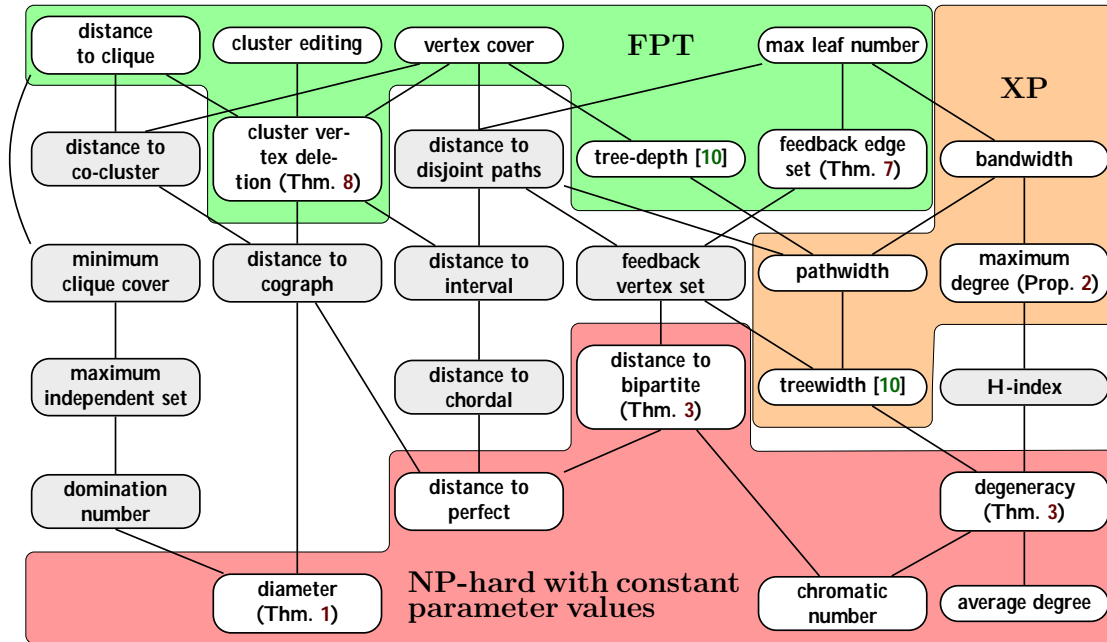 distance
to clique
cluster editing
vertex cover
FPT
max leaf number
XP
distance to
co-cluster
cluster ver-
tex dele-
tion (Thm. 8)
distance to
disjoint paths
tree-depth [10]
feedback edge
set (Thm. 7)
bandwidth
minimum
clique cover
distance to
cograph
distance to
interval
feedback
vertex set
pathwidth
maximum
degree (Prop. 2)
maximum
independent set
distance to
chordal
distance to
bipartite
(Thm. 3)
treewidth [10]
H-index
domination
number
distance to
perfect
degeneracy
(Thm. 3)
diameter
(Thm. 1)
NP-hard with constant
parameter values
chromatic
number
average degree